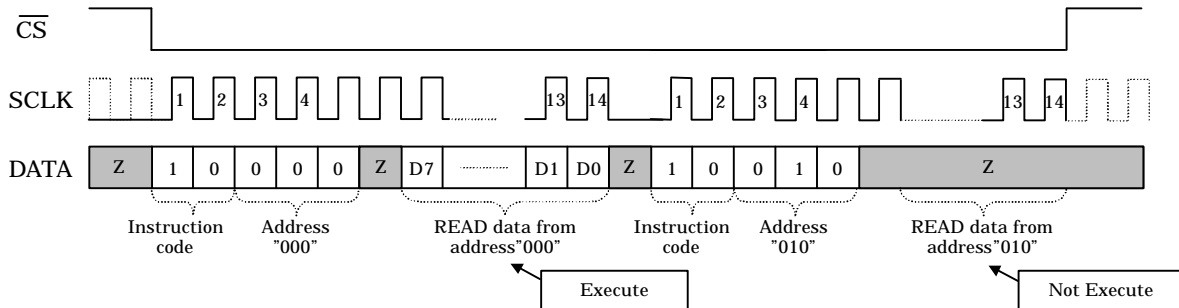 CS
SCLK 1 2 3 4 13 14 1 2 3 4 13 14
DATA Z 1 0 0 0 0 Z D7 D1 D0 Z 1 0 0 1 0 Z
Instruction code Address "000" READ data from address"000" Instruction code Address "010" READ data from address"010"
Execute Not Execute